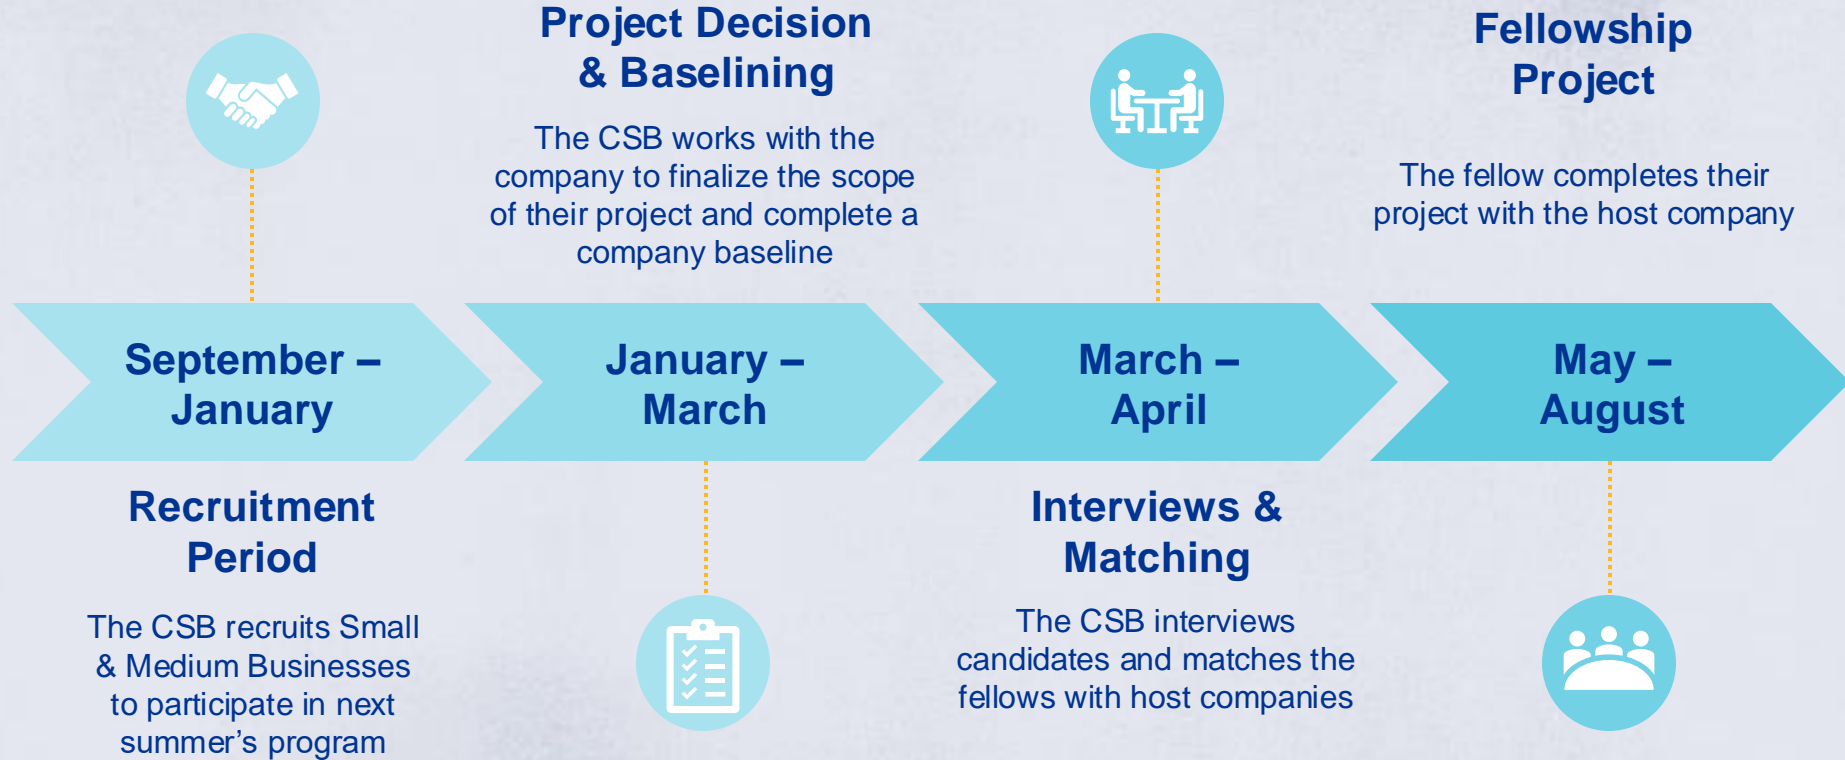 September –
January
Recruitment
Period
The CSB recruits Small
& Medium Businesses
to participate in next
summer’s program
Project Decision
& Baselining
The CSB works with the
company to finalize the scope
of their project and complete a
company baseline
January –
March
March –
April
Interviews &
Matching
The CSB interviews
candidates and matches the
fellows with host companies
Fellowship
Project
The fellow completes their
project with the host company
May –
August